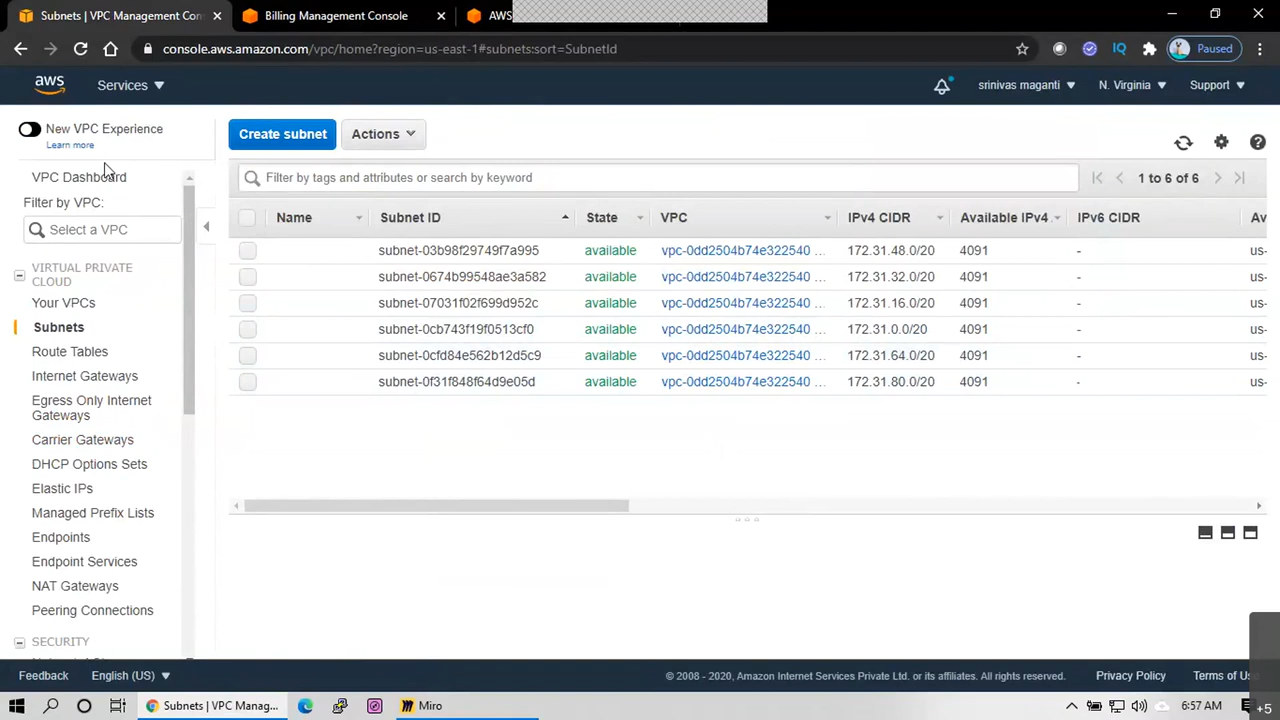 Subnets | VPC Management Con
Billing Management Console
AWS
console.aws.amazon.com/vpc/home?region=us-east-1#subnets:sort=SubnetId
IQ
Paused
aws
Services
srinivas maganti
N. Virginia
Support
New VPC Experience
Learn more
Create subnet
Actions
VPC Dashboard
Filter by VPC:
Select a VPC
VIRTUAL PRIVATE
CLOUD
Your VPCs
Subnets
Route Tables
Internet Gateways
Egress Only Internet
Gateways
Carrier Gateways
DHCP Options Sets
Elastic IPs
Managed Prefix Lists
Endpoints
Endpoint Services
NAT Gateways
Peering Connections
SECURITY
Filter by tags and attributes or search by keyword
1 to 6 of 6
Name Subnet ID State VPC IPv4 CIDR Available IPv4 IPv6 CIDR Av
subnet-03b98f29749f7a995 available vpc-0dd2504b74e322540 ... 172.31.48.0/20 4091 - us-
subnet-0674b99548ae3a582 available vpc-0dd2504b74e322540 ... 172.31.32.0/20 4091 - us-
subnet-07031f02f699d952c available vpc-0dd2504b74e322540 ... 172.31.16.0/20 4091 - us-
subnet-0cb743f19f0513cf0 available vpc-0dd2504b74e322540 ... 172.31.0.0/20 4091 - us-
subnet-0cfd84e562b12d5c9 available vpc-0dd2504b74e322540 ... 172.31.64.0/20 4091 - us-
subnet-0f31f848f64d9e05d available vpc-0dd2504b74e322540 ... 172.31.80.0/20 4091 - us-
Feedback
English (US)
© 2008 - 2020, Amazon Internet Services Private Ltd. or its affiliates. All rights reserved.
Privacy Policy
Terms of U
Subnets | VPC Manag...
Miro
6:57 AM
+5